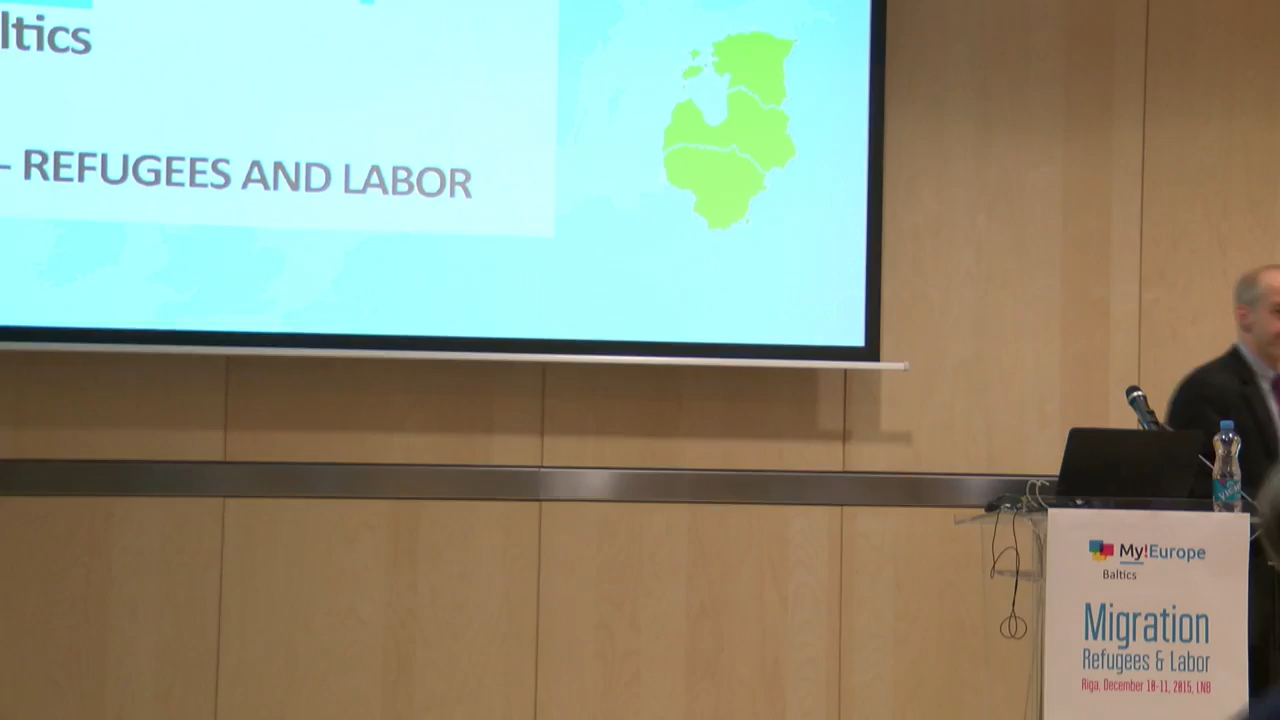 ltics
- REFUGEES AND LABOR
My!Europe
Baltics
Migration
Refugees & Labor
Riga, December 10-11, 2015, LNB